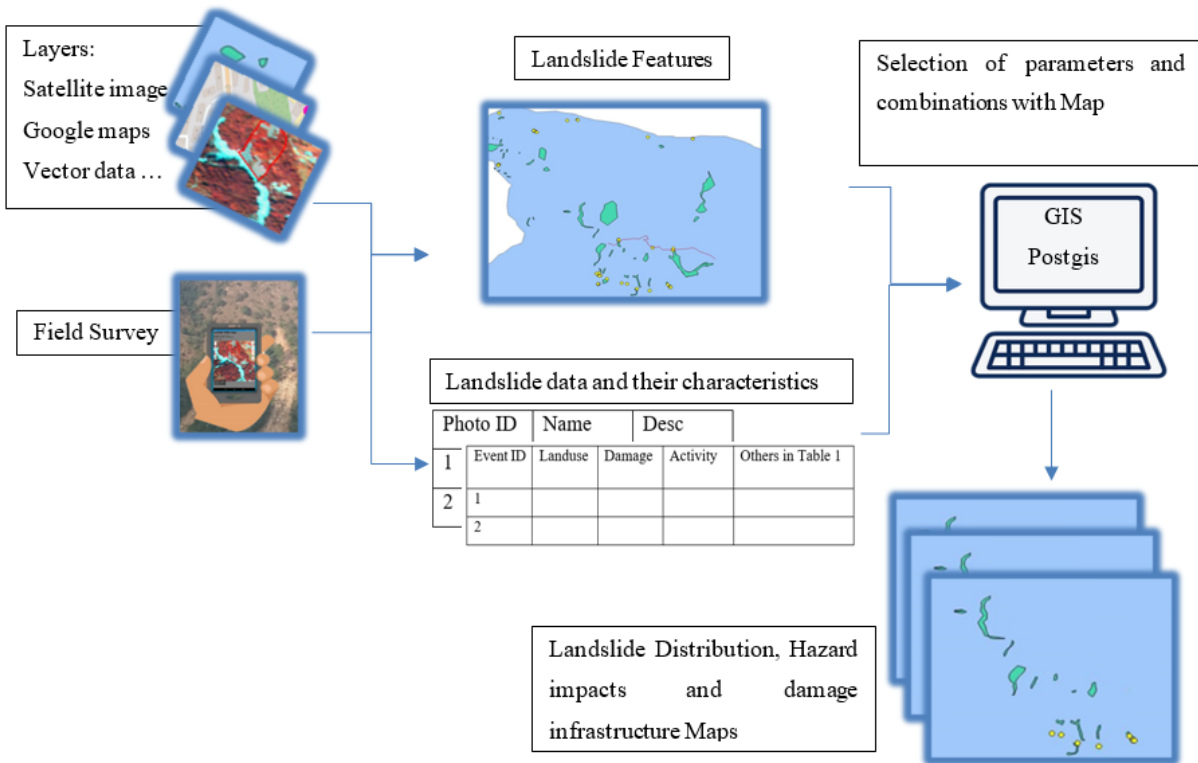 Layers:
Satellite image
Google maps
Vector data …
Landslide Features
Selection of parameters and
combinations with Map
GIS
Postgis
Field Survey
Landslide data and their characteristics
Photo ID Name Desc
1 Event ID Landuse Damage Activity Others in Table 1
2 1
2
Landslide Distribution, Hazard
impacts and damage
infrastructure Maps